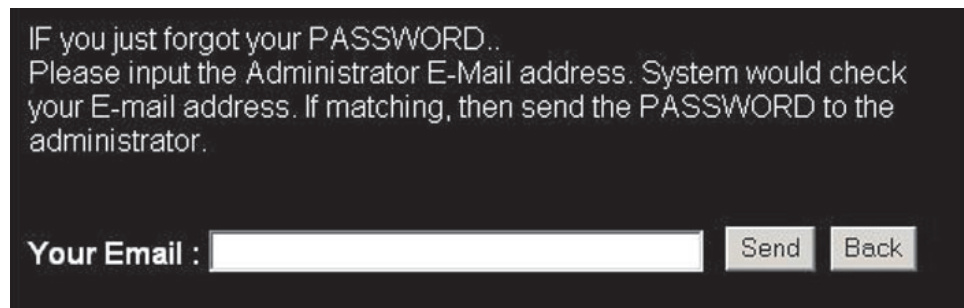 IF you just forgot your PASSWORD..
Please input the Administrator E-Mail address. System would check
your E-mail address. If matching, then send the PASSWORD to the
administrator.
Your Email : Send Back